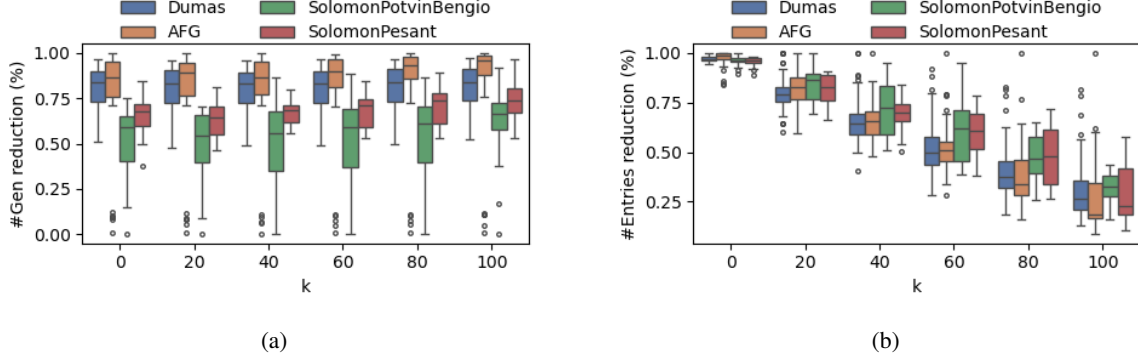 Dumas SolomonPotvinBengio
AFG SolomonPesant
#Gen reduction (%)
1.00
0.75
0.50
0.25
0.00
0 20 40 60 80 100
k
(a)
Dumas SolomonPotvinBengio
AFG SolomonPesant
#Entries reduction (%)
1.00
0.75
0.50
0.25
0 20 40 60 80 100
k
(b)